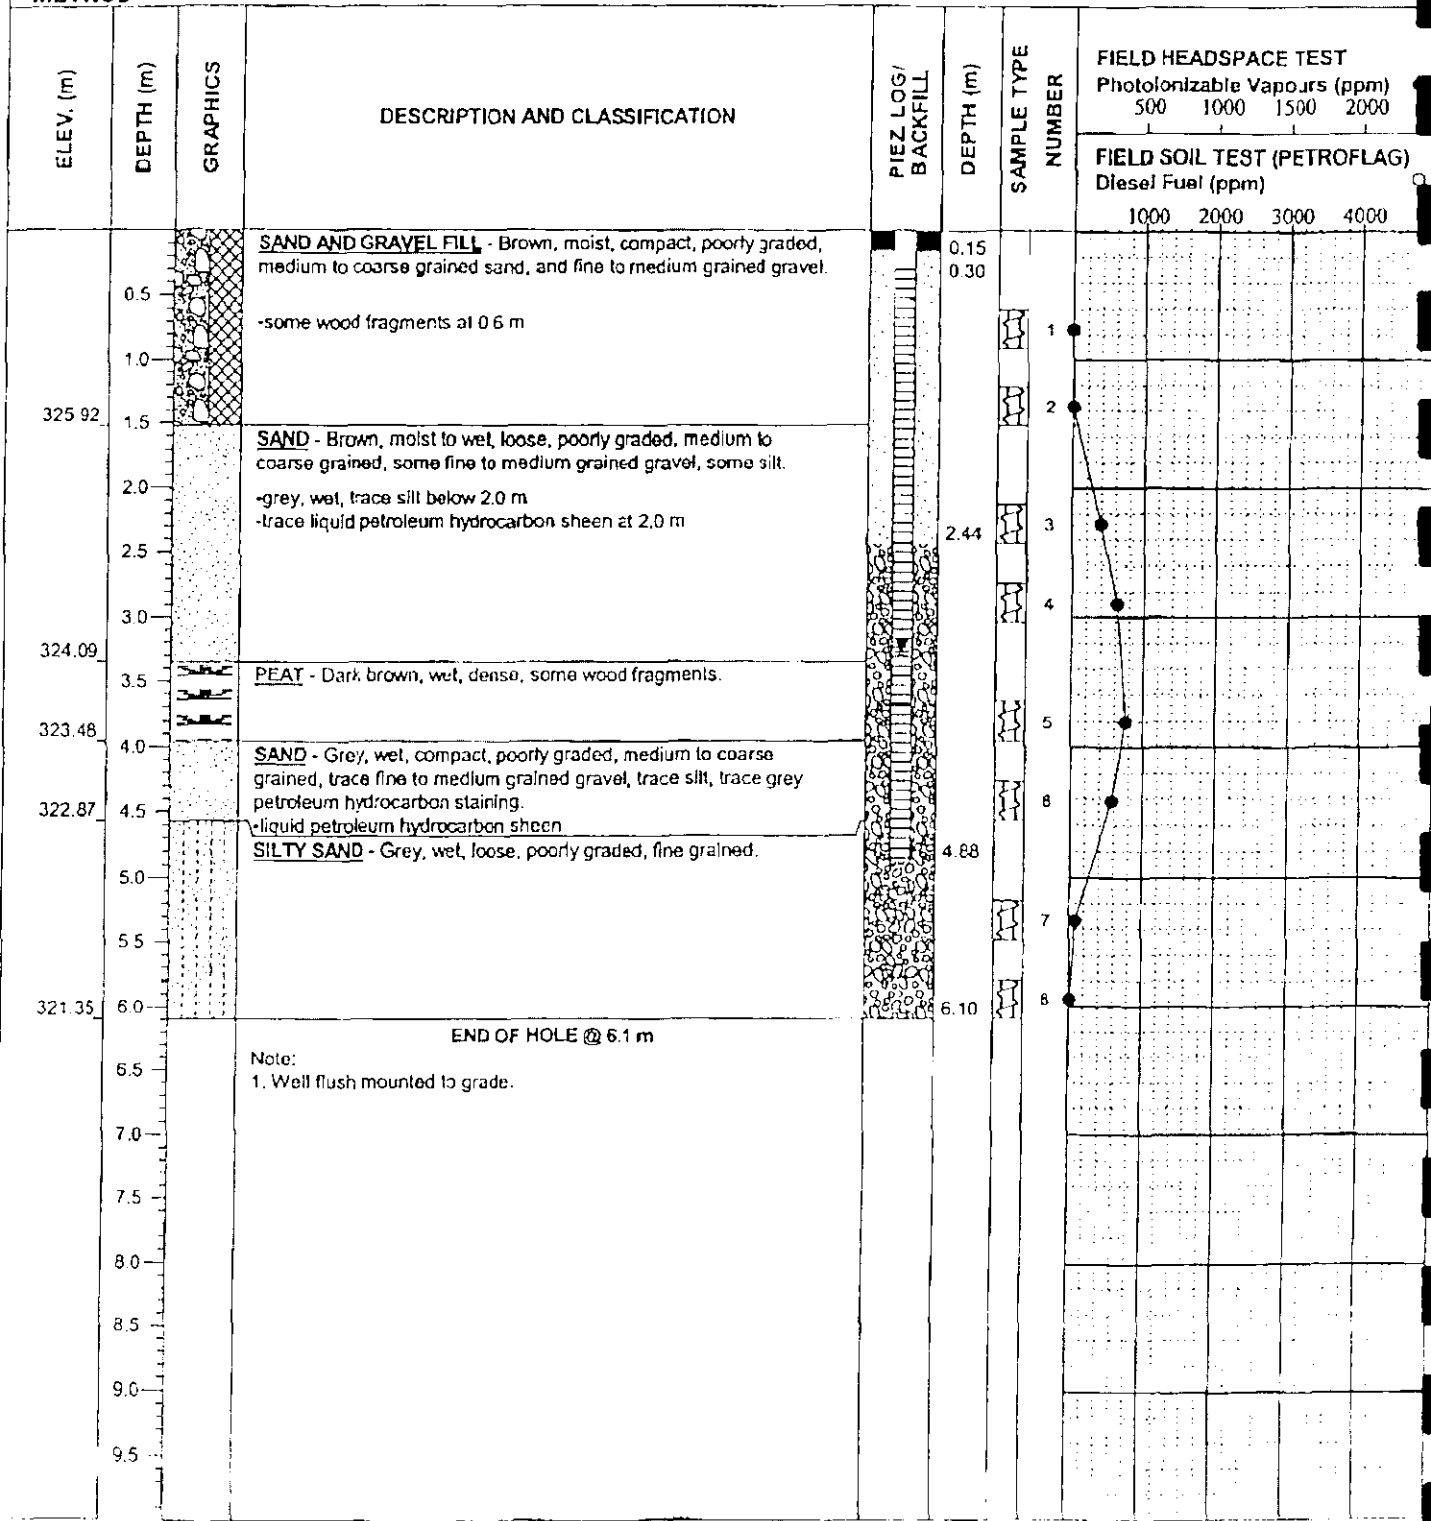 ELEV. (m)
DEPTH (m)
GRAPHICS
DESCRIPTION AND CLASSIFICATION
PIEZ LOG/
BACKFILL
DEPTH (m)
SAMPLE TYPE
NUMBER
FIELD HEADSPACE TEST
Photoionizable Vapours (ppm)
500 1000 1500 2000
FIELD SOIL TEST (PETROFLAG)
Diesel Fuel (ppm)
1000 2000 3000 4000
SAND AND GRAVEL FILL - Brown, moist, compact, poorly graded,
medium to coarse grained sand, and fine to medium grained gravel.
0.15
0.30
0.5
-some wood fragments at 0 6 m
1
1.0
2
325 92
1.5
SAND - Brown, moist to wet, loose, poorly graded, medium to
coarse grained, some fine to medium grained gravel, some silt.
2.0
-grey, wet, trace silt below 2.0 m
-trace liquid petroleum hydrocarbon sheen at 2.0 m
3
2.44
2.5
4
3.0
324.09
3.5
PEAT - Dark brown, wet, dense, some wood fragments.
5
323.48
4.0
SAND - Grey, wet, compact, poorly graded, medium to coarse
grained, trace fine to medium grained gravel, trace silt, trace grey
petroleum hydrocarbon staining.
-liquid petroleum hydrocarbon sheen
322.87
4.5
SILTY SAND - Grey, wet, loose, poorly graded, fine grained.
4.88
5.0
7
5 5
8
321.35
6.0
6.10
END OF HOLE @ 6.1 m
Note:
1. Well flush mounted to grade.
6.5
7.0
7.5
8.0
8.5
9.0
9.5